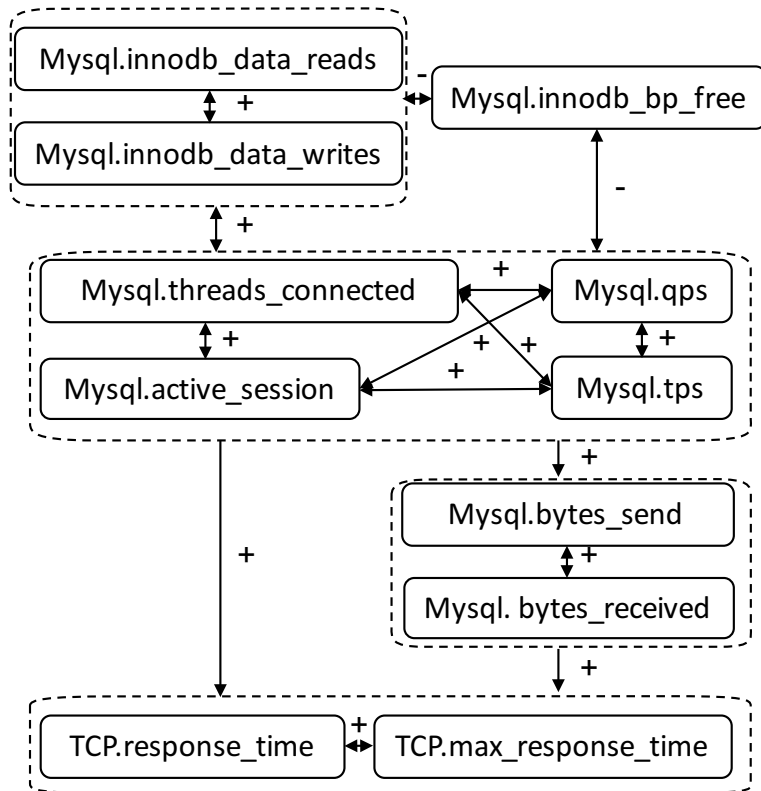 Mysql.innodb_data_reads
-
+
Mysql.innodb_bp_free
Mysql.innodb_data_writes
-
+
Mysql.threads_connected
+
Mysql.qps
+
+
+
+
Mysql.active_session
+
Mysql.tps
+
Mysql.bytes_send
+
+
Mysql. bytes_received
+
TCP.response_time
+
TCP.max_response_time